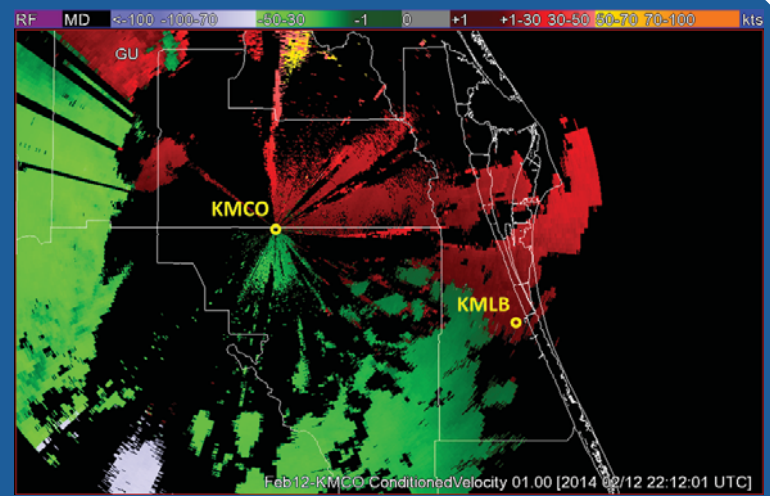 RF MD <-100 -100-70 -50-30 -1 0 +1 +1-30 30-50 50-70 70-100 kts
GU
KMCO
KMLB
Feb12-KMCO ConditionedVelocity 01.00 [2014 02/12 22:12:01 UTC]